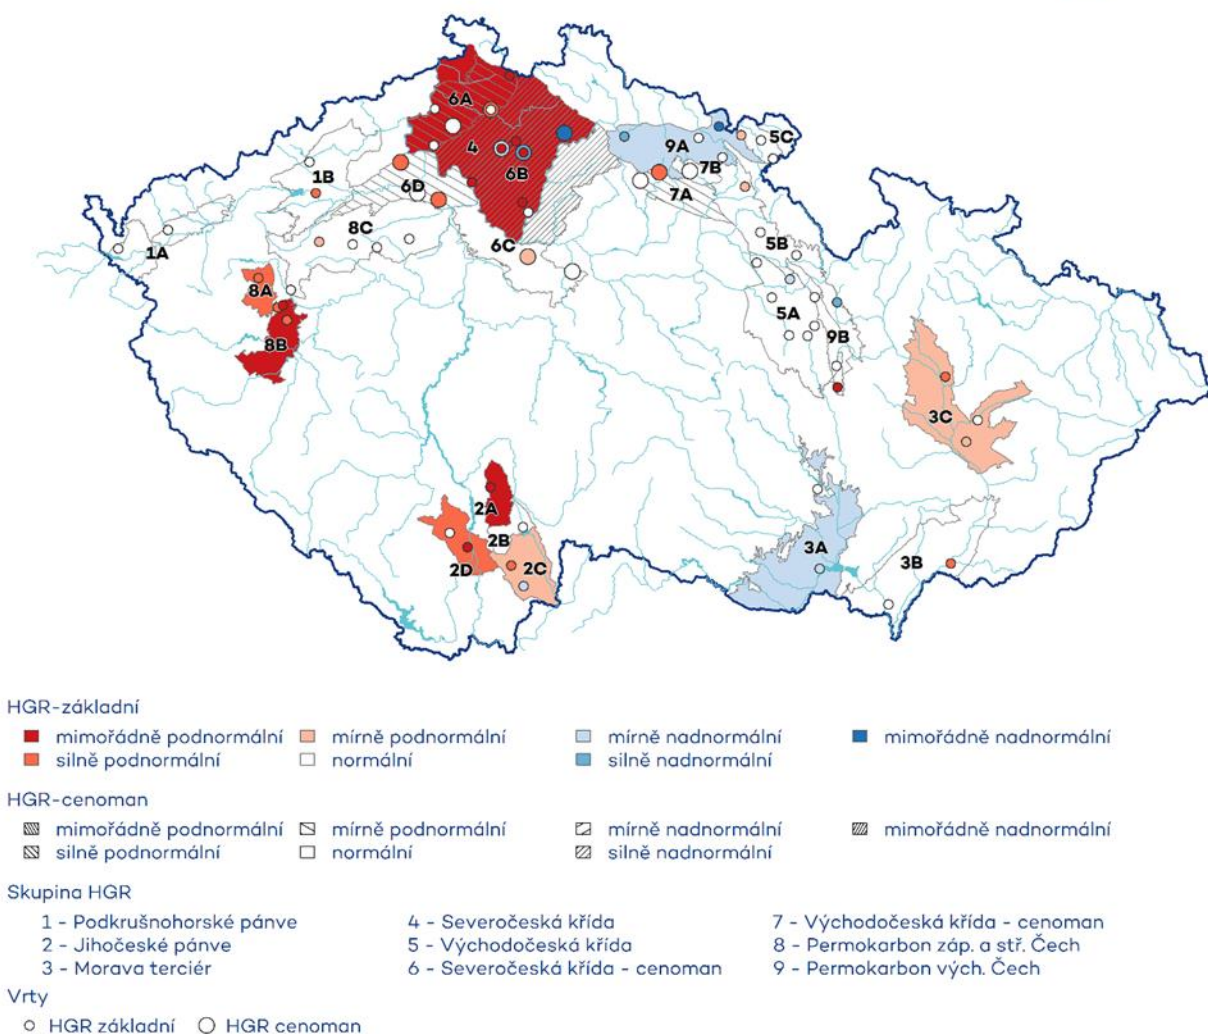 6A
4
6B
9A
5C
7B
7A
1B
6D
8C
6C
1A
5B
8A
5A
9B
8B
3C
2A
2B
2D
2C
3A
3B
HGR-základní
mimořádně podnormální
mírně podnormální
mírně nadnormální
mimořádně nadnormální
silně podnormální
normální
silně nadnormální
HGR-cenoman
mimořádně podnormální
mírně podnormální
mírně nadnormální
mimořádně nadnormální
silně podnormální
normální
silně nadnormální
Skupina HGR
1 - Podkrušnohorské pánve
4 - Severočeská křída
7 - Východočeská křída - cenoman
2 - Jihočeské pánve
5 - Východočeská křída
8 - Permokarbon záp. a stř. Čech
3 - Morava terciér
6 - Severočeská křída - cenoman
9 - Permokarbon vých. Čech
Vrty
HGR základní
HGR cenoman